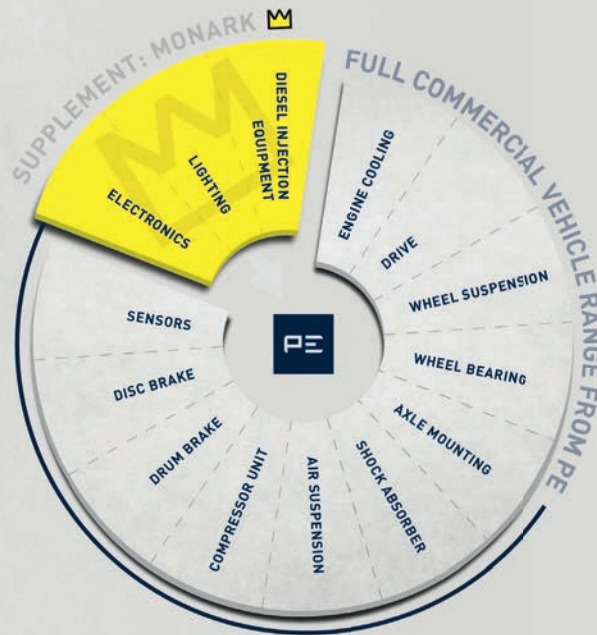 SUPPLEMENT: MONARK
FULL COMMERCIAL VEHICLE RANGE FROM PE
DIESEL INJECTION
EQUIPMENT
LIGHTING
ELECTRONICS
ENGINE COOLING
DRIVE
WHEEL SUSPENSION
WHEEL BEARING
AXLE MOUNTING
SHOCK ABSORBER
AIR SUSPENSION
COMPRESSOR UNIT
DRUM BRAKE
DISC BRAKE
SENSORS
PE